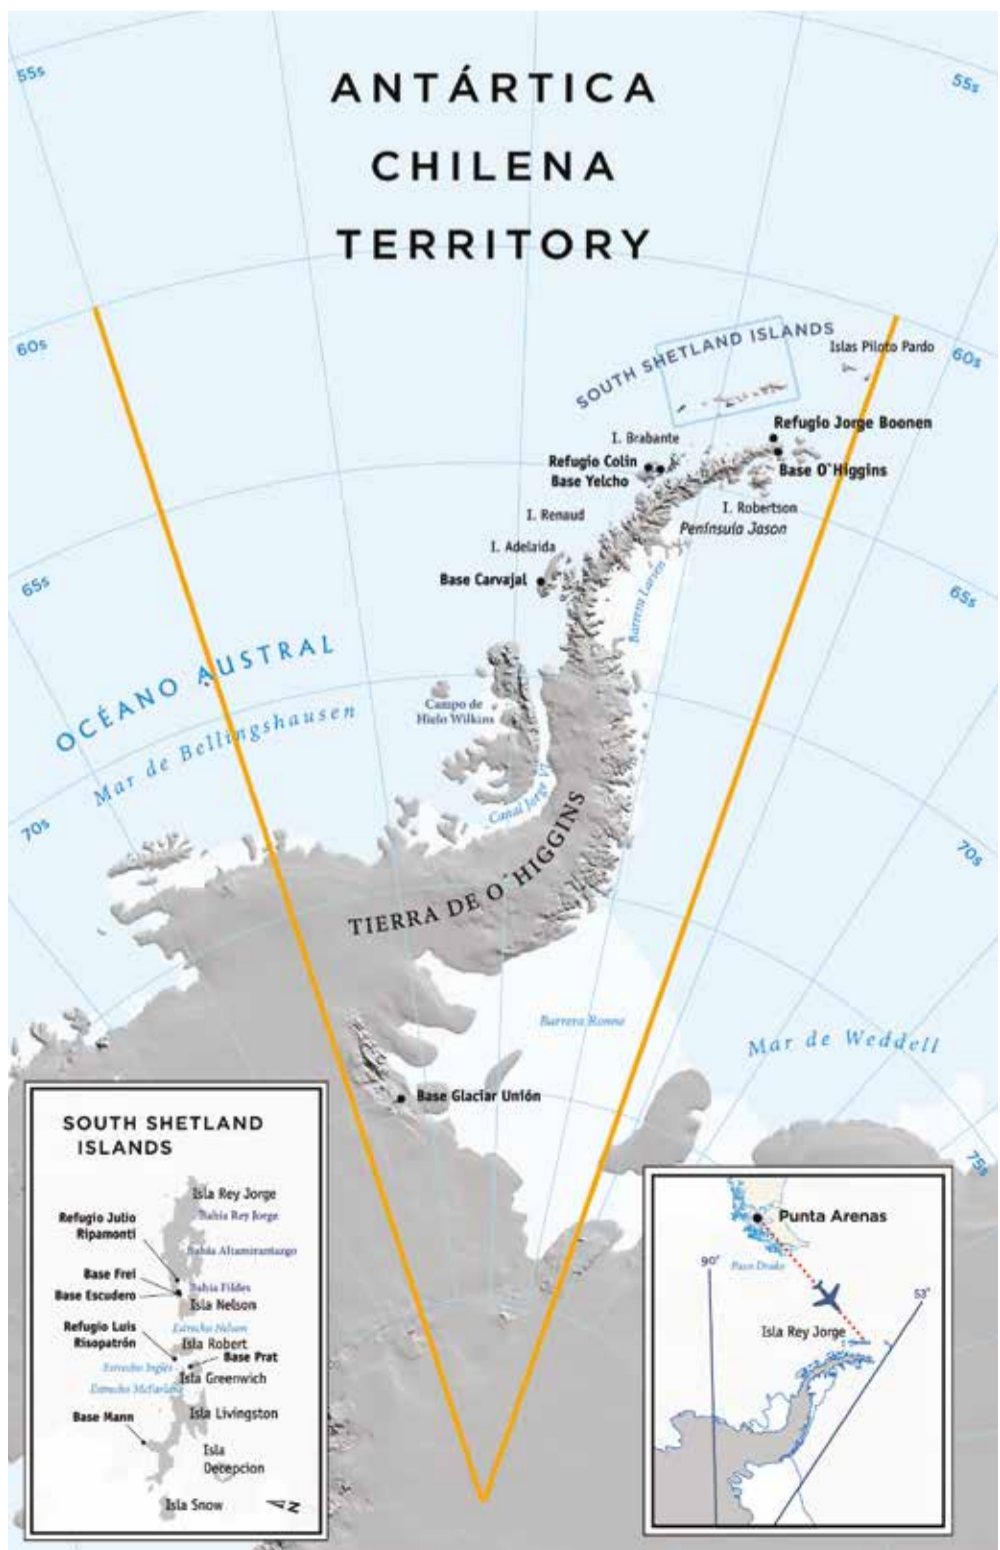 ANTÁRTICA
CHILENA
TERRITORY
55s
55s
60s
60s
SOUTH SHETLAND ISLANDS
Islas Piloto Pardo
Refugio Jorge Boonen
I. Brabante
Refugio Colin
Base Yelcho
Base O'Higgins
I. Robertson
Península Jason
I. Renaud
I. Adelaida
Base Carvajal
Barrera Larsen
65s
65s
OCÉANO AUSTRAL
Mar de Bellingshausen
Campo de
Hielo Wilkins
Canal Jorge VI
70s
70s
TIERRA DE O´HIGGINS
Barrera Ronne
Mar de Weddell
Base Glaciar Unión
75s
SOUTH SHETLAND
ISLANDS
Isla Rey Jorge
Bahía Rey Jorge
Refugio Julio
Ripamonti
Bahía Altamirantazgo
Base Frei
Base Escudero
Bahía Fildes
Isla Nelson
Estrecho Nelson
Refugio Luis
Risopatrón
Isla Robert
Base Prat
Estrecho Inglés
Isla Greenwich
Estrecho McFarlane
Base Mann
Isla Livingston
Isla
Decepcion
Isla Snow
N
Punta Arenas
Paso Drake
90°
53°
Isla Rey Jorge